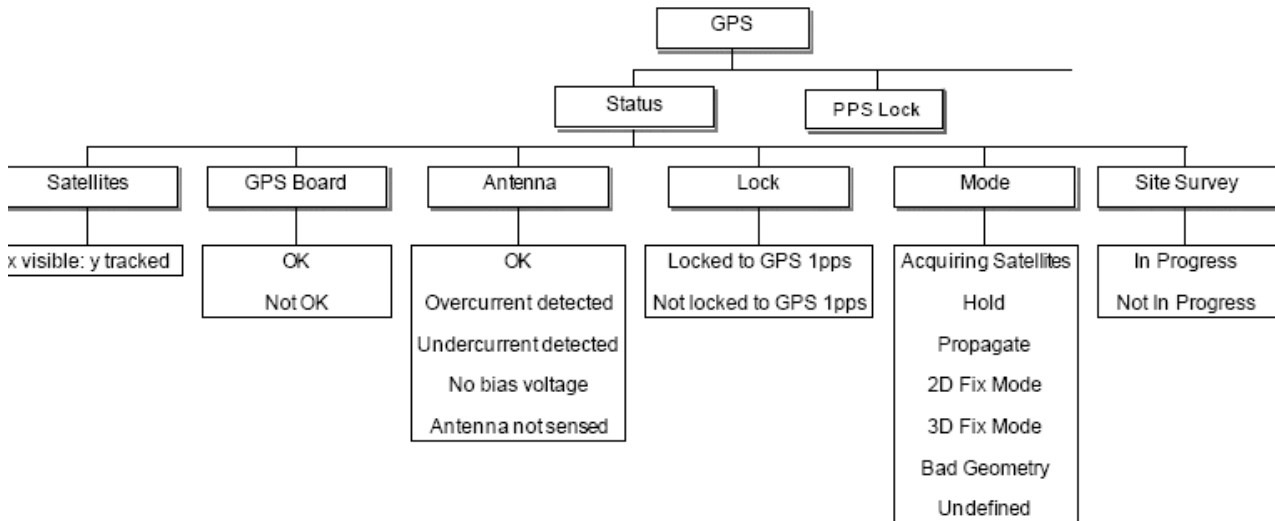 GPS
Status
PPS Lock
Satellites
GPS Board
Antenna
Lock
Mode
Site Survey
x visible: y tracked
OK
Not OK
OK
Overcurrent detected
Undercurrent detected
No bias voltage
Antenna not sensed
Locked to GPS 1pps
Not locked to GPS 1pps
Acquiring Satellites
Hold
Propagate
2D Fix Mode
3D Fix Mode
Bad Geometry
Undefined
In Progress
Not In Progress